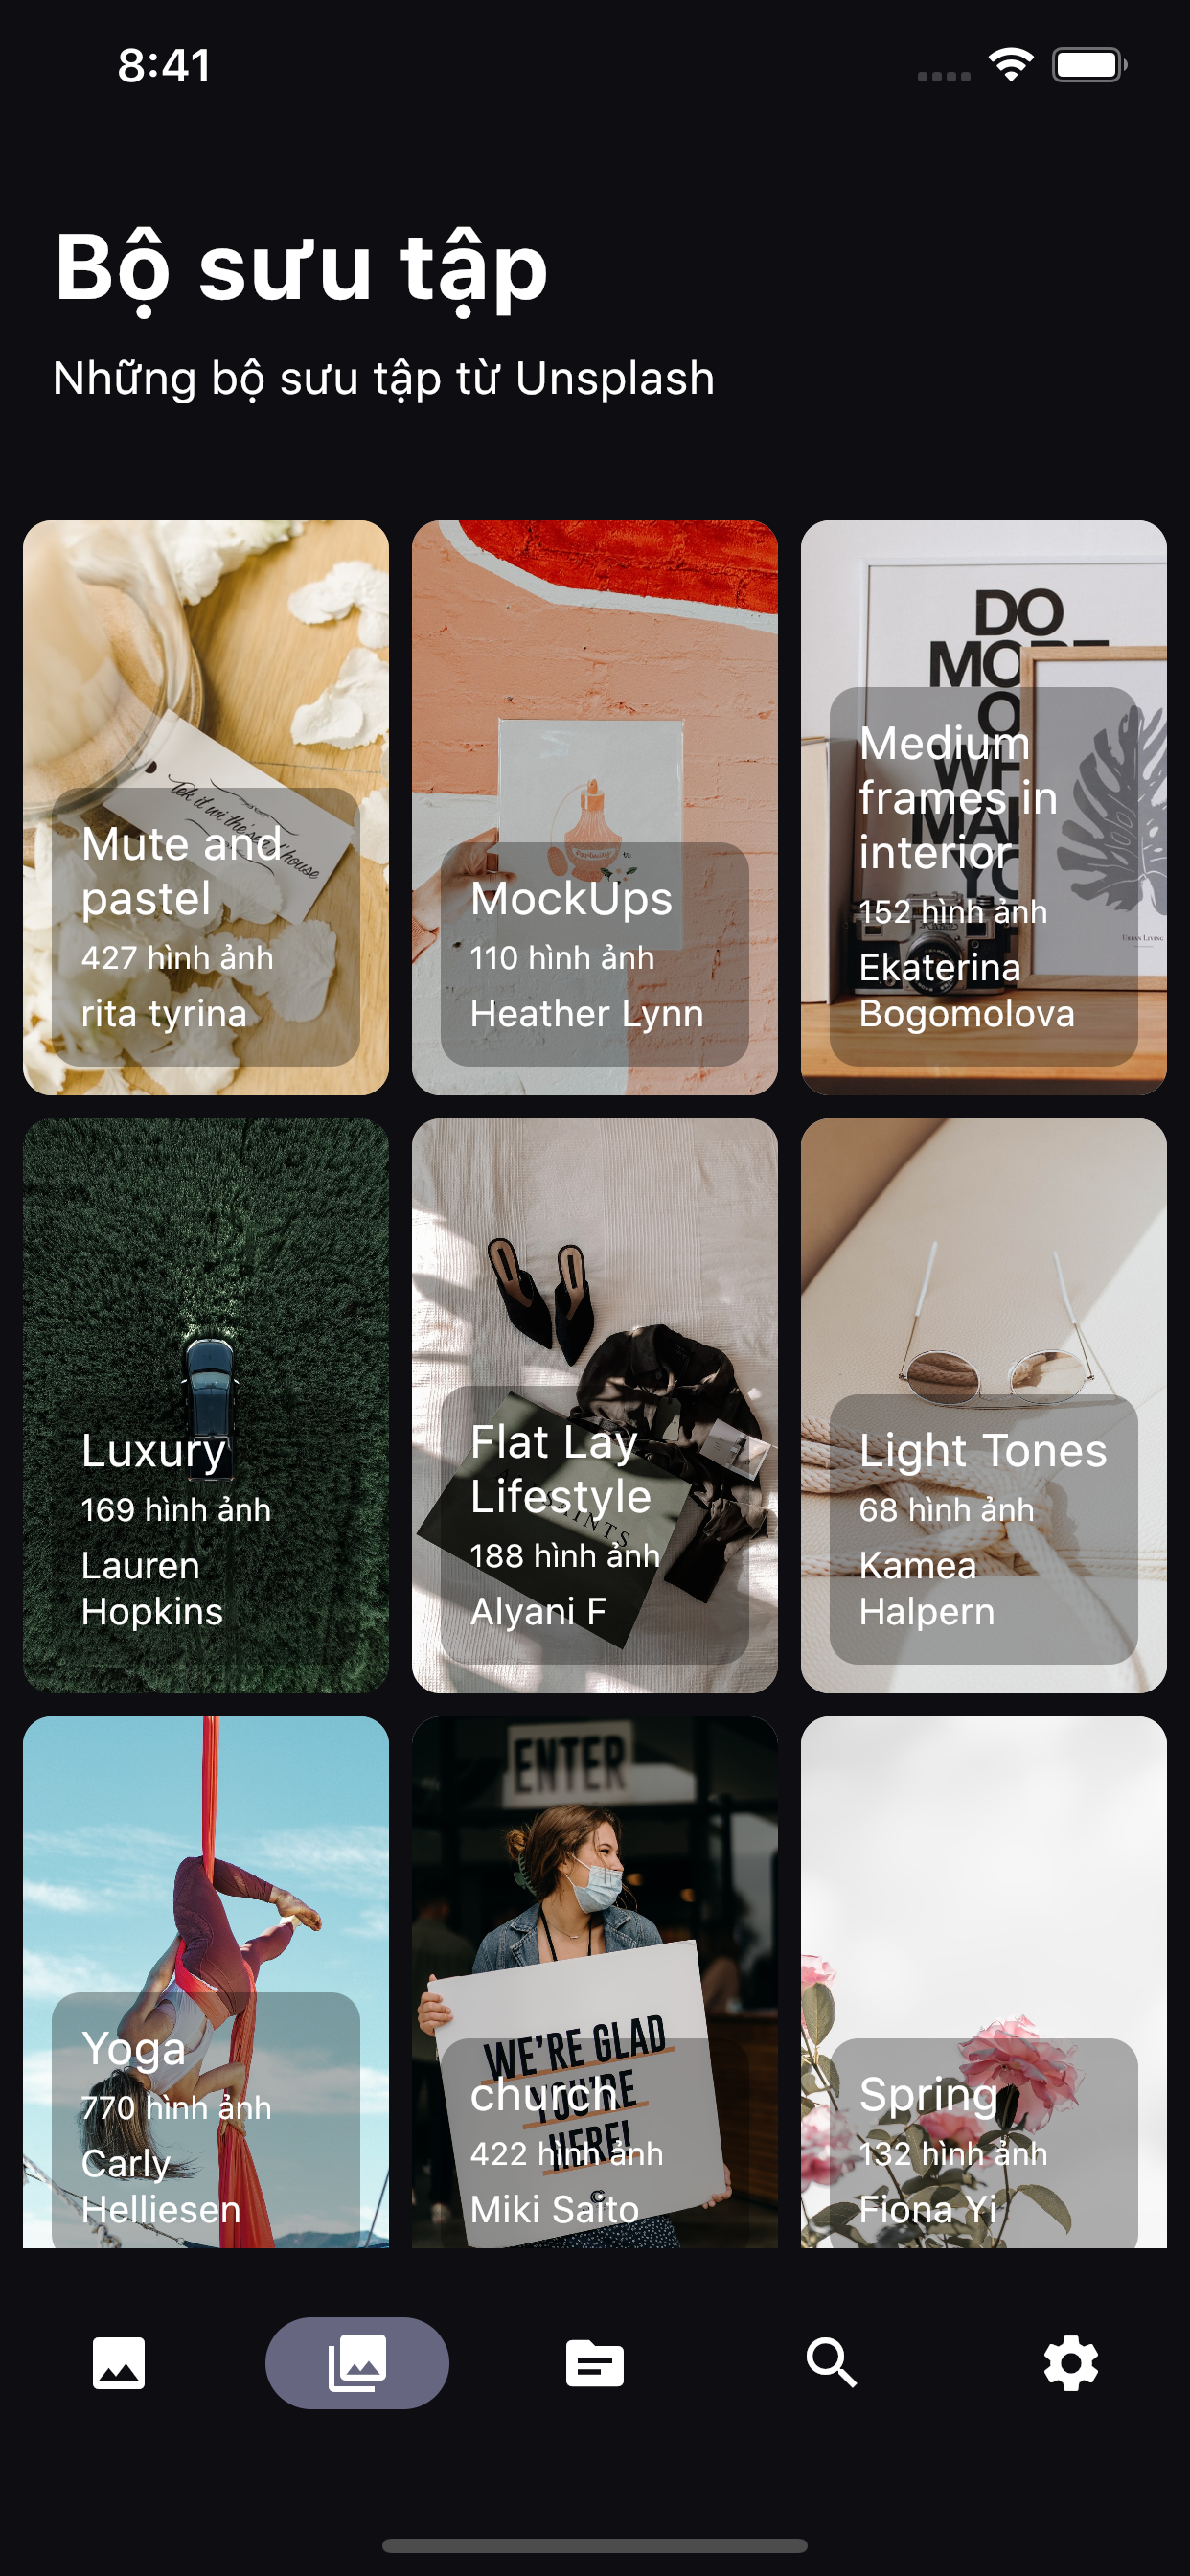 8:41
Bộ sưu tập
Những bộ sưu tập từ Unsplash
Mute and
pastel
427 hình ảnh
rita tyrina
MockUps
110 hình ảnh
Heather Lynn
DO
Medium
frames in
interior
152 hình ảnh
Ekaterina
Bogomolova
URBAN LIVING
Luxury
169 hình ảnh
Lauren
Hopkins
Flat Lay
Lifestyle
188 hình ảnh
Alyani F
Light Tones
68 hình ảnh
Kamea
Halpern
Yoga
770 hình ảnh
Carly
Helliesen
ENTER
WE'RE GLAD
YOU'RE
HERE!
church
422 hình ảnh
Miki Saito
Spring
132 hình ảnh
Fiona Yi